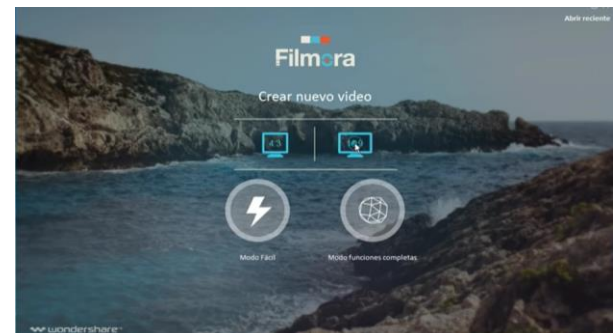 Abrir reciente
Filmora
Crear nuevo video
4:3
16:9
Modo Fácil
Modo funciones completas
wondershare